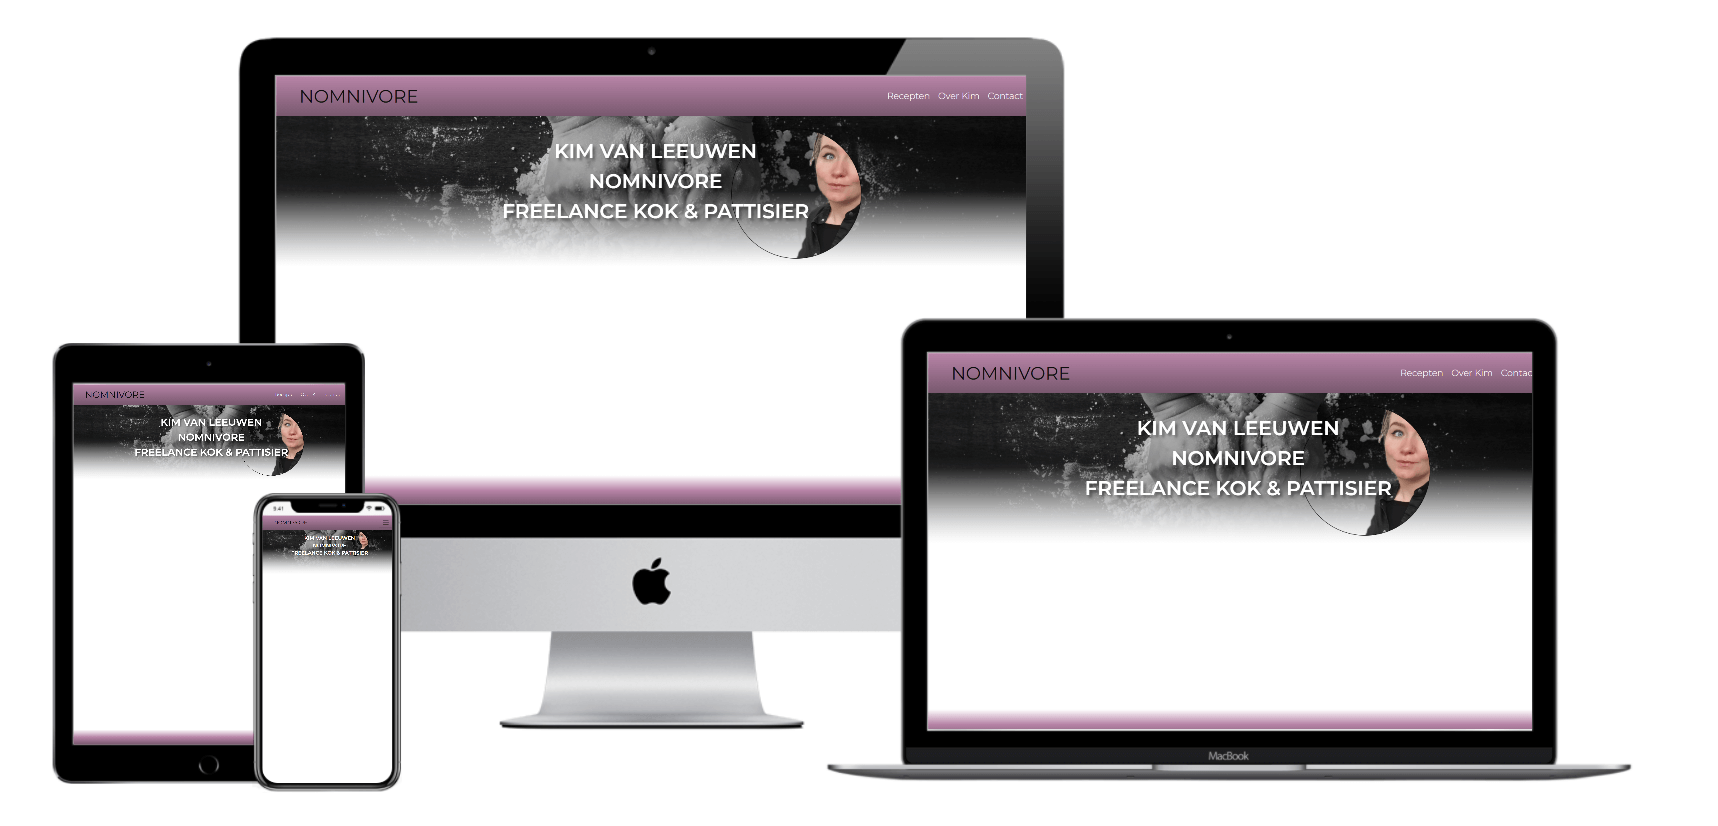 NOMNIVORE
Recepten Over Kim Contact
KIM VAN LEEUWEN
NOMNIVORE
FREELANCE KOK & PATTISIER
NOMNIVORE
KIM VAN LEEUWEN
NOMNIVORE
FREELANCE KOK & PATTISIER
9:41
NOMNIVORE
KIM VAN LEEUWEN
NOMNIVORE
FREELANCE KOK & PATTISIER
NOMNIVORE
Recepten Over Kim Contac
KIM VAN LEEUWEN
NOMNIVORE
FREELANCE KOK & PATTISIER
MacBook